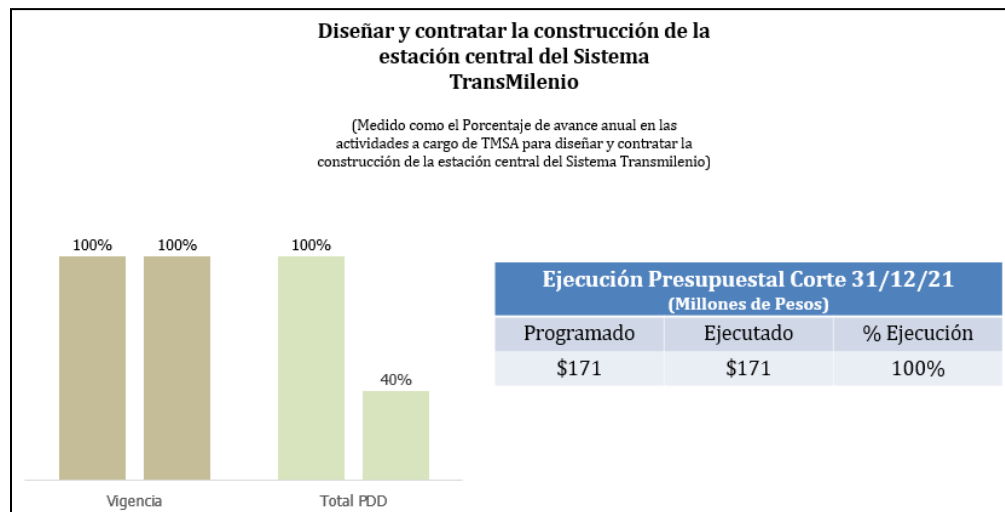 Diseñar y contratar la construcción de la
estación central del Sistema
TransMilenio
(Medido como el Porcentaje de avance anual en las
actividades a cargo de TMSA para diseñar y contratar la
construcción de la estación central del Sistema Transmilenio)
100% 100% 100%
40%
Vigencia Total PDD
Ejecución Presupuestal Corte 31/12/21
(Millones de Pesos)
Programado Ejecutado % Ejecución
$171 $171 100%